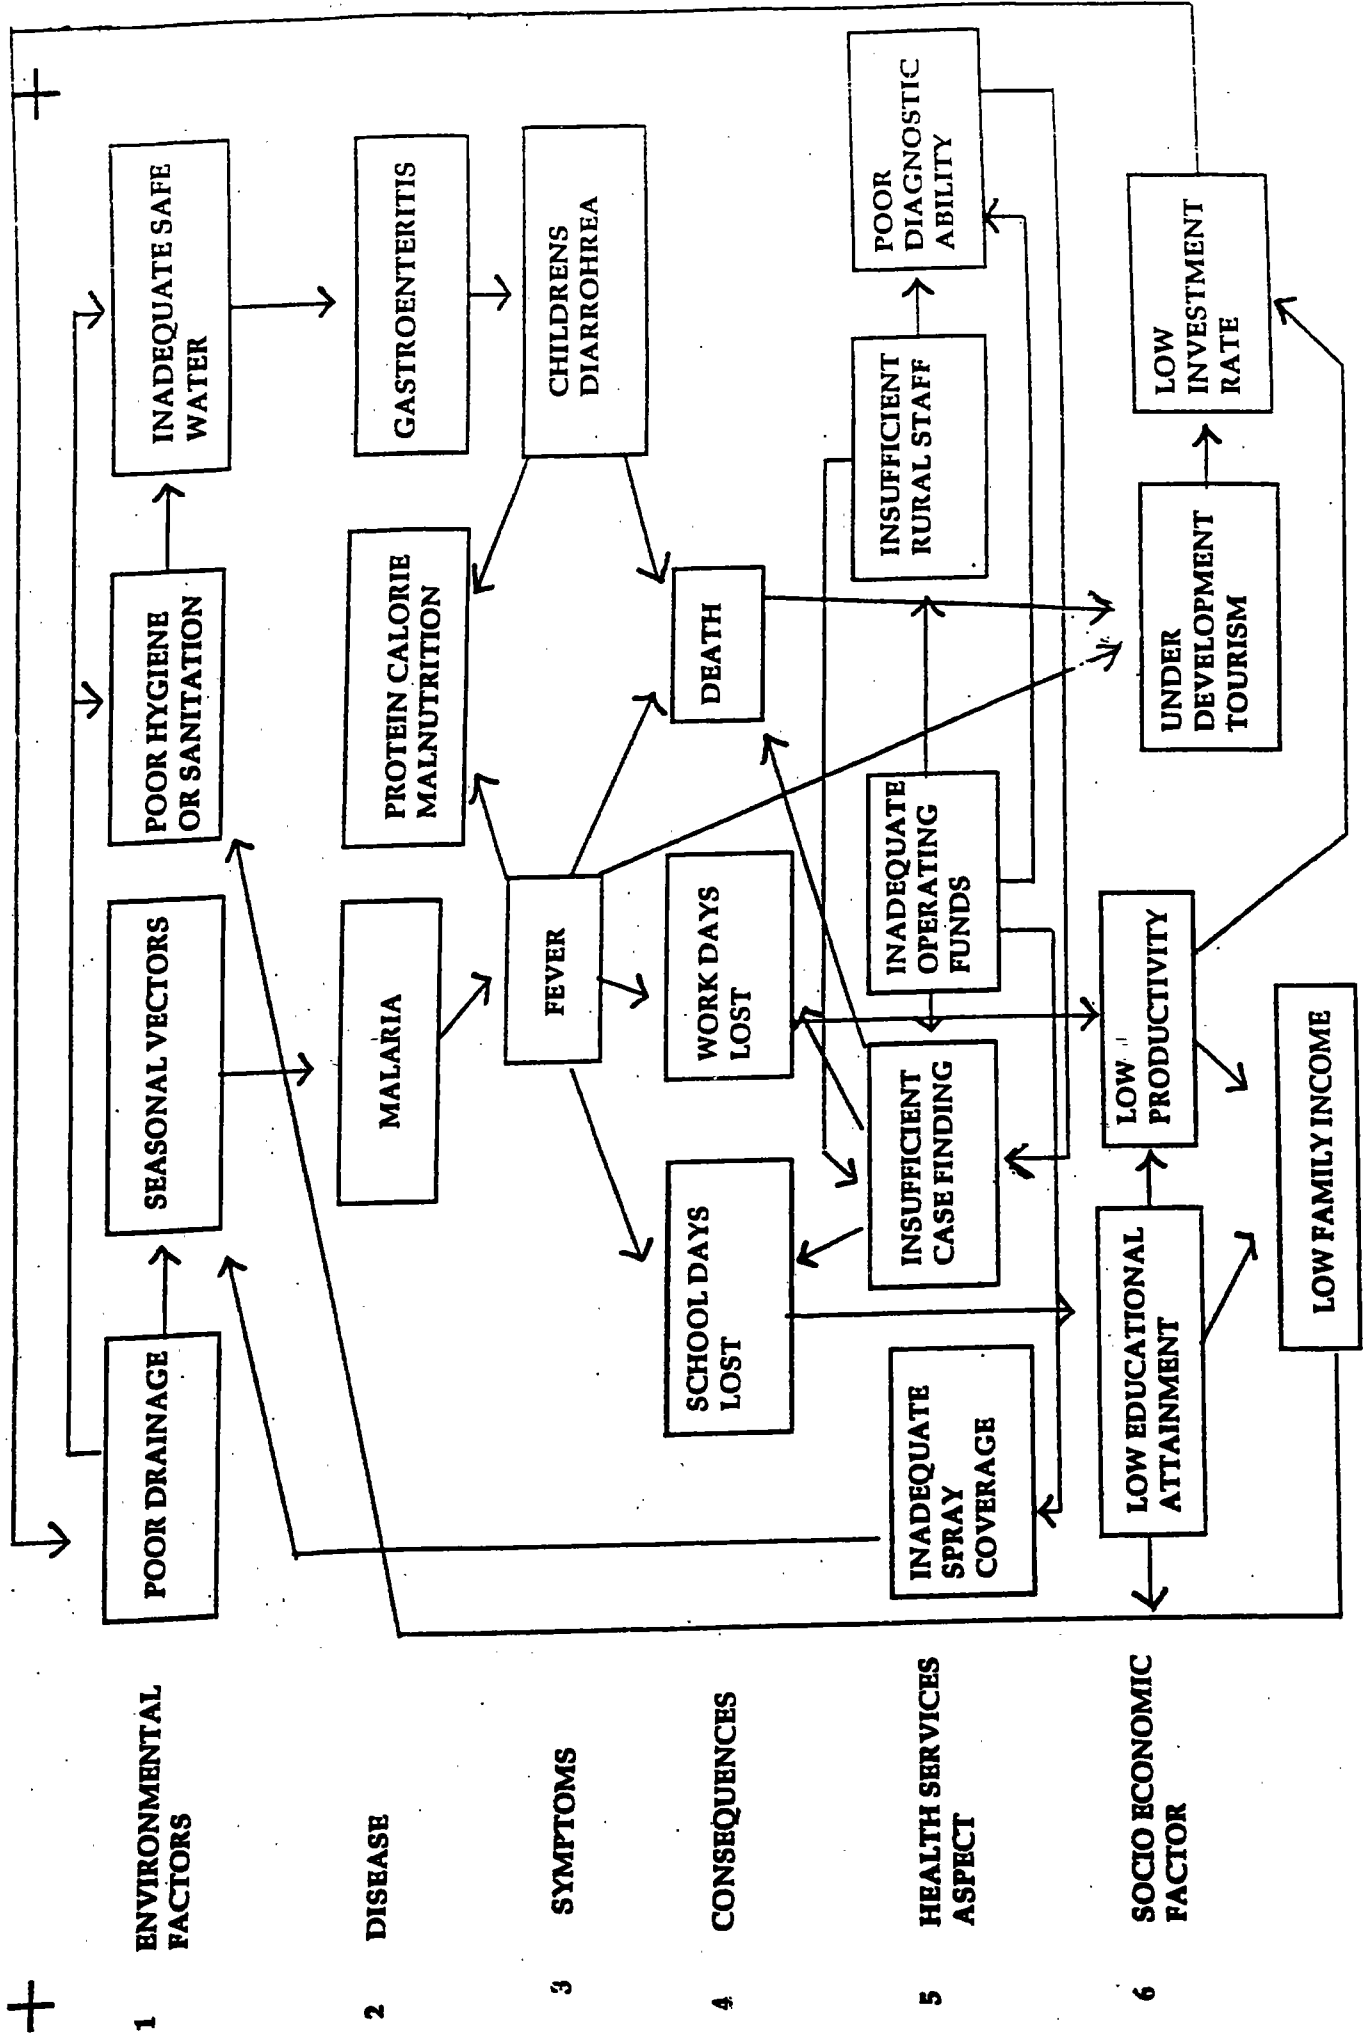 1 ENVIRONMENTAL
FACTORS
POOR DRAINAGE
SEASONAL VECTORS
POOR HYGIENE
OR SANITATION
INADEQUATE SAFE
WATER
2 DISEASE
MALARIA
PROTEIN CALORIE
MALNUTRITION
GASTROENTERITIS
3 SYMPTOMS
FEVER
CHILDRENS
DIARROHREA
4 CONSEQUENCES
SCHOOL DAYS
LOST
WORK DAYS
LOST
DEATH
5 HEALTH SERVICES
ASPECT
INADEQUATE
SPRAY
COVERAGE
INSUFFICIENT
CASE FINDING
INADEQUATE
OPERATING
FUNDS
INSUFFICIENT
RURAL STAFF
POOR
DIAGNOSTIC
ABILITY
6 SOCIO ECONOMIC
FACTOR
LOW EDUCATIONAL
ATTAINMENT
LOW
PRODUCTIVITY
UNDER
DEVELOPMENT
TOURISM
LOW
INVESTMENT
RATE
LOW FAMILY INCOME